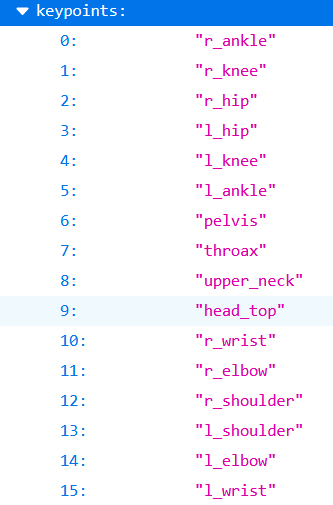 keypoints:
0: "r_ankle"
1: "r_knee"
2: "r_hip"
3: "l_hip"
4: "l_knee"
5: "l_ankle"
6: "pelvis"
7: "throax"
8: "upper_neck"
9: "head_top"
10: "r_wrist"
11: "r_elbow"
12: "r_shoulder"
13: "l_shoulder"
14: "l_elbow"
15: "l_wrist"